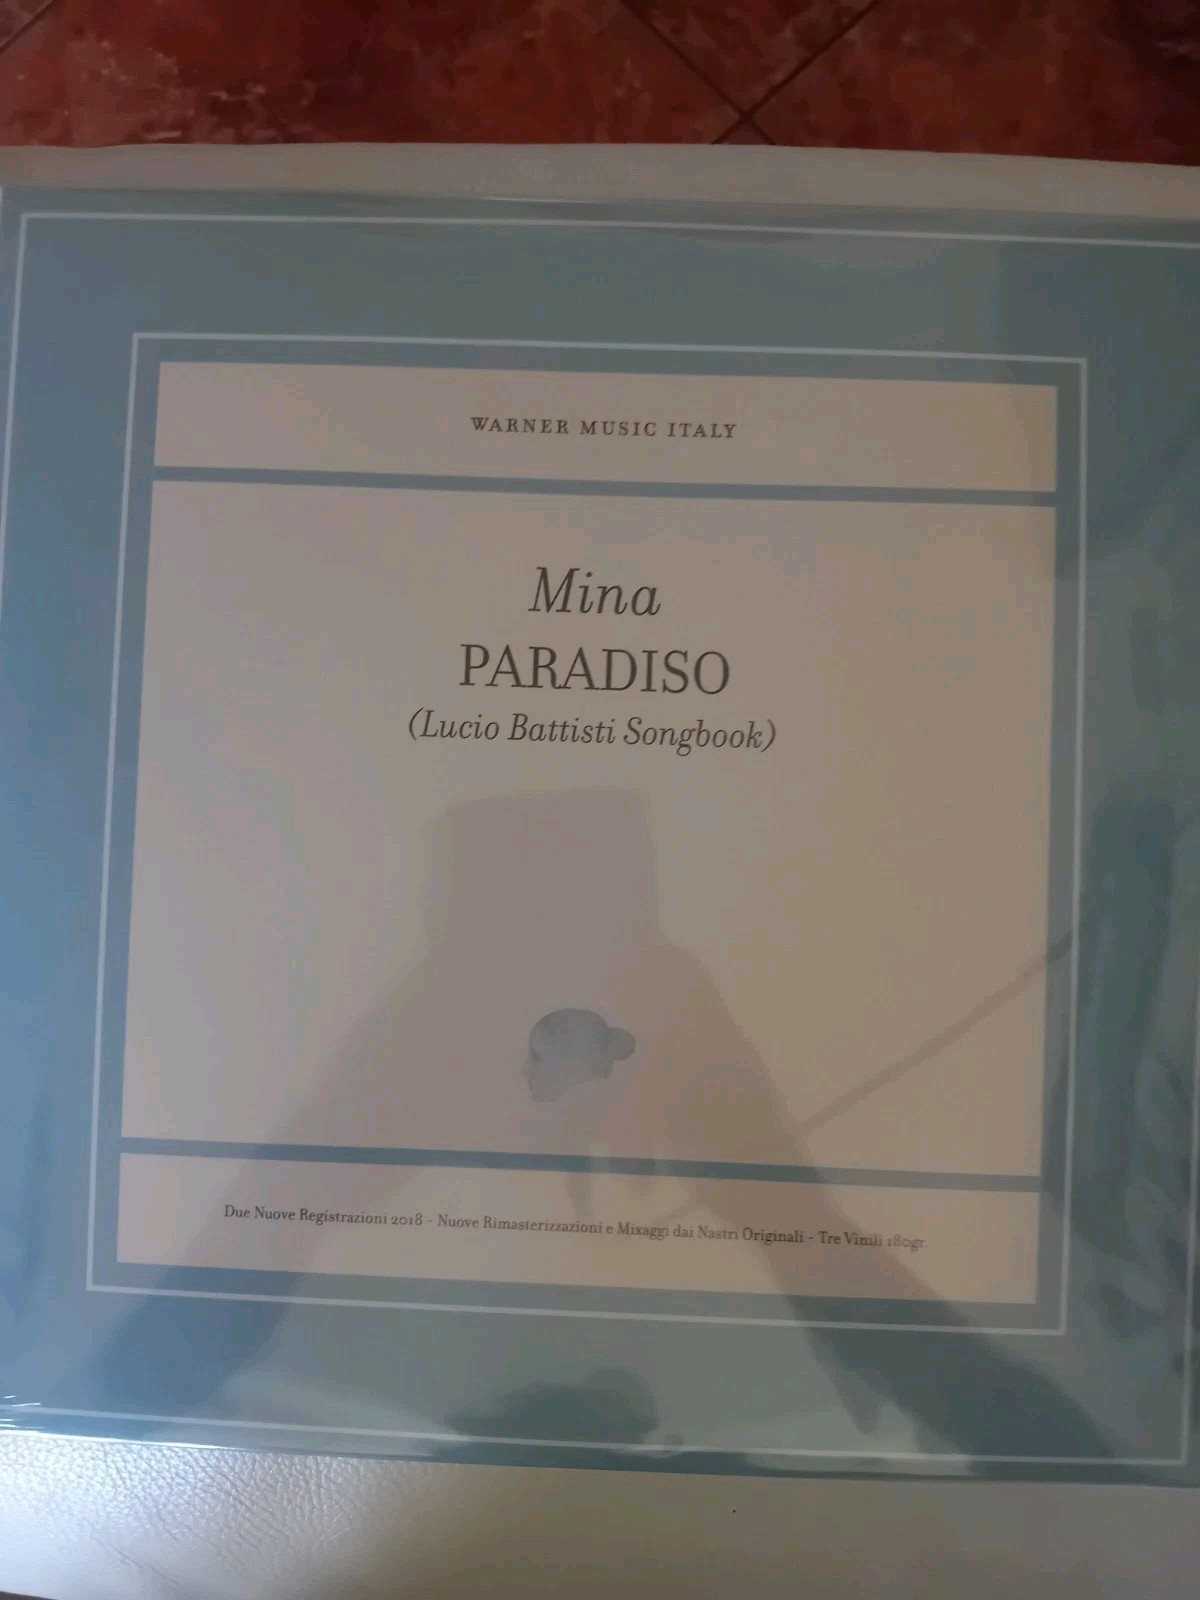 WARNER MUSIC ITALY
Mina
PARADISO
(Lucio Battisti Songbook)
Due Nuove Registrazioni 2018 - Nuove Rimasterizzazioni e Mixaggi dai Nastri Originali - Tre Vinili 180gr.